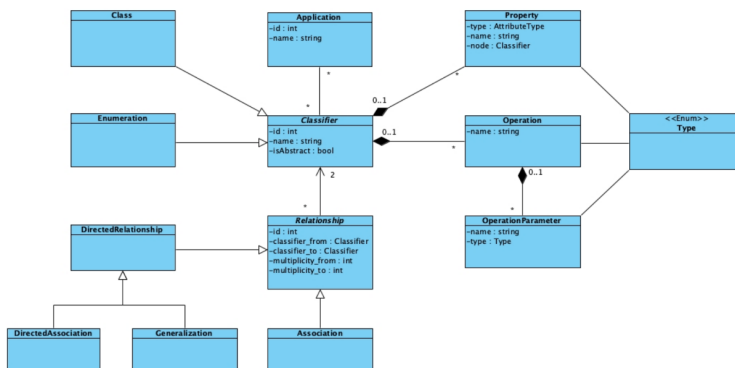 Class
Application
-id : int
-name : string
Property
-type : AttributeType
-name : string
-node : Classifier
*
*
*
0..1
Enumeration
Classifier
-id : int
-name : string
-isAbstract : bool
0..1
*
Operation
-name : string
<<Enum>>
Type
2
0..1
*
*
DirectedRelationship
Relationship
-id : int
-classifier_from : Classifier
-classifier_to : Classifier
-multiplicity_from : int
-multiplicity_to : int
OperationParameter
-name : string
-type : Type
DirectedAssociation
Generalization
Association